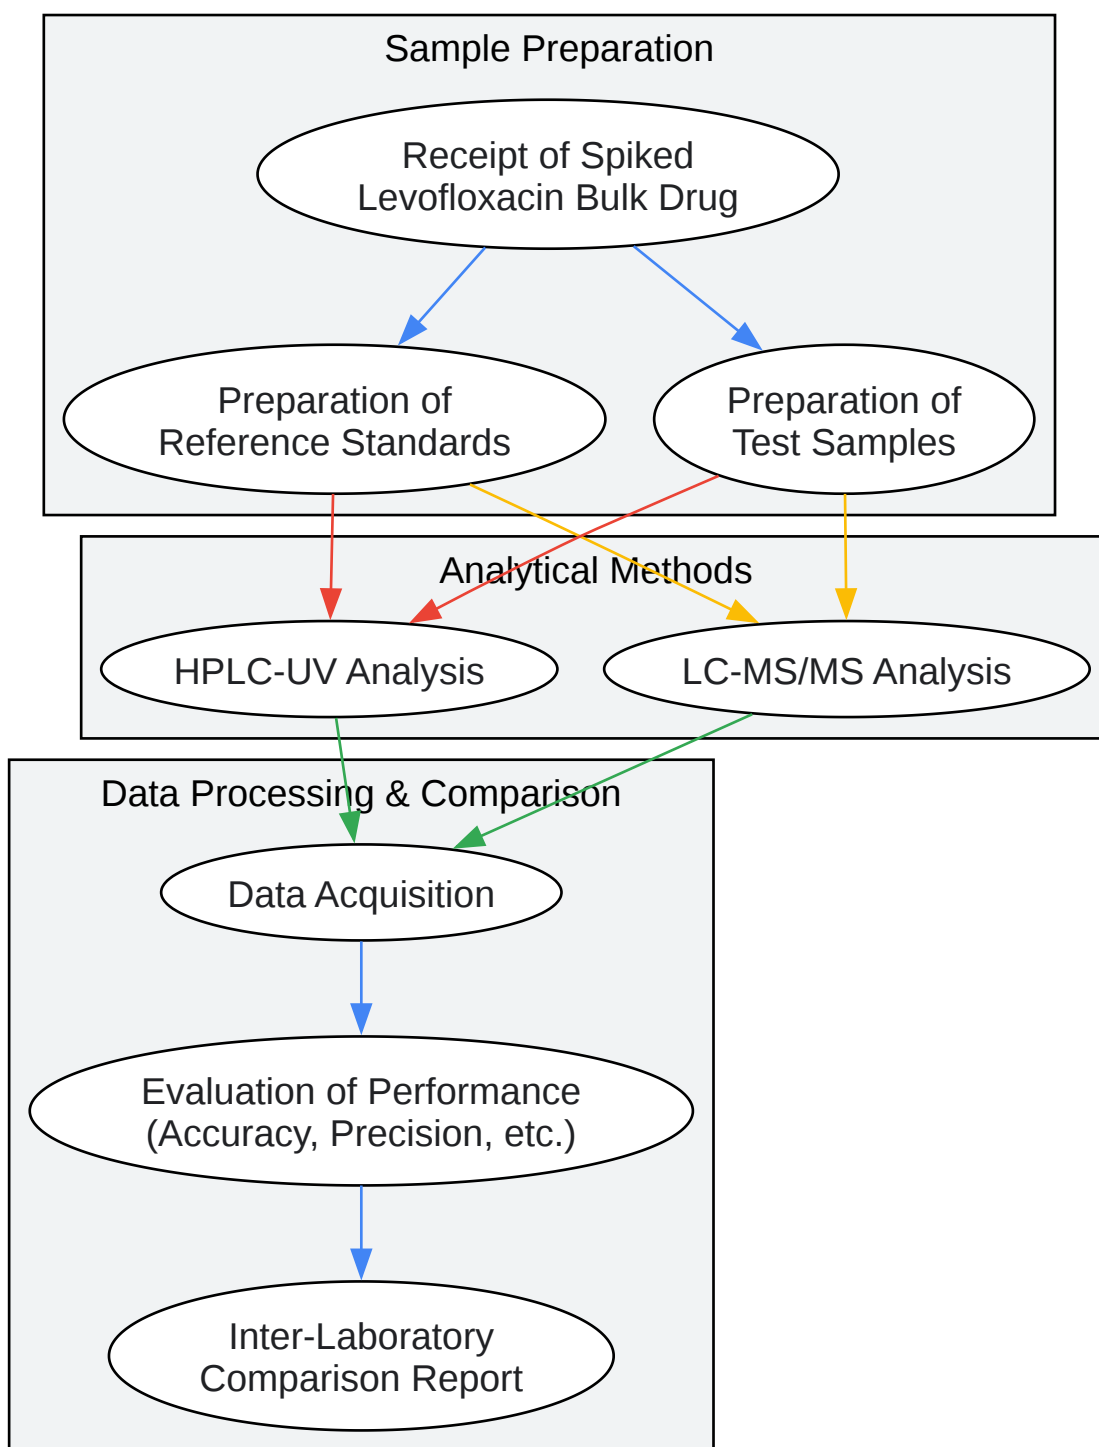 Sample Preparation
Receipt of Spiked
Levofloxacin Bulk Drug
Preparation of
Reference Standards
Preparation of
Test Samples
Analytical Methods
HPLC-UV Analysis
LC-MS/MS Analysis
Data Processing & Comparison
Data Acquisition
Evaluation of Performance
(Accuracy, Precision, etc.)
Inter-Laboratory
Comparison Report